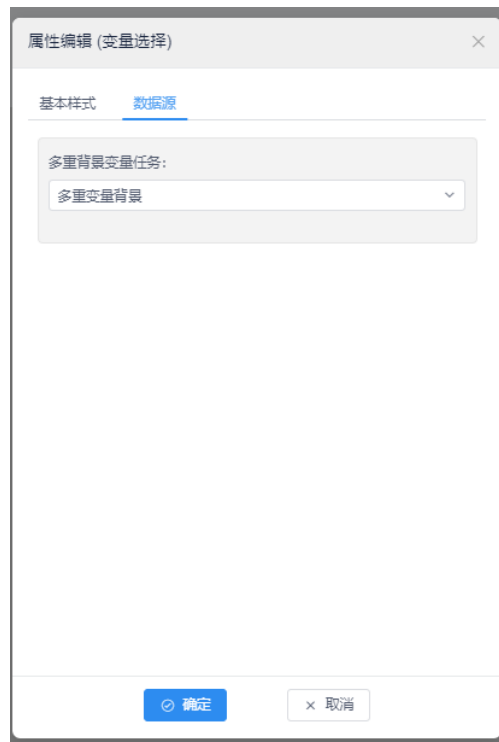 属性编辑 (变量选择)
基本样式 数据源
多重背景变量任务:
多重变量背景
确定 取消